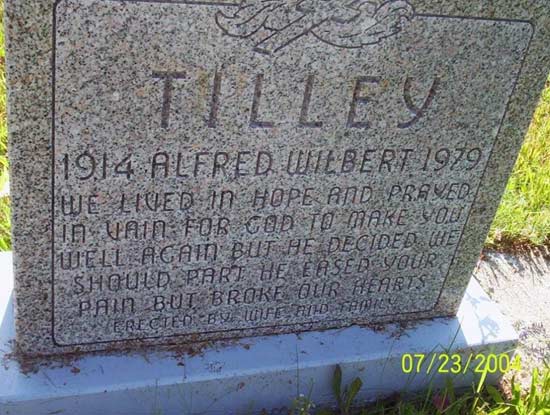 TILLEY
1914 ALFRED WILBERT 1979
WE LIVED IN HOPE AND PRAYED
IN VAIN FOR GOD TO MAKE YOU
WELL AGAIN BUT HE DECIDED WE
SHOULD PART HE EASED YOUR
PAIN BUT BROKE OUR HEARTS
ERECTED BY WIFE AND FAMILY
07/23/2004